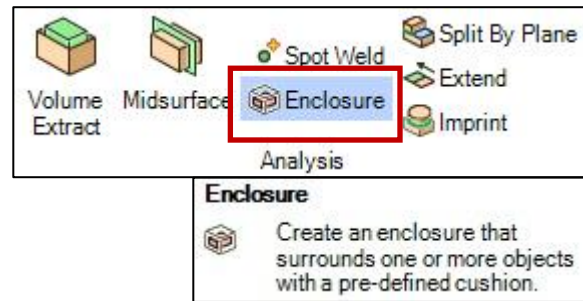 Volume
Extract
Midsurface
Spot Weld
Enclosure
Split By Plane
Extend
Imprint
Analysis
Enclosure
Create an enclosure that
surrounds one or more objects
with a pre-defined cushion.